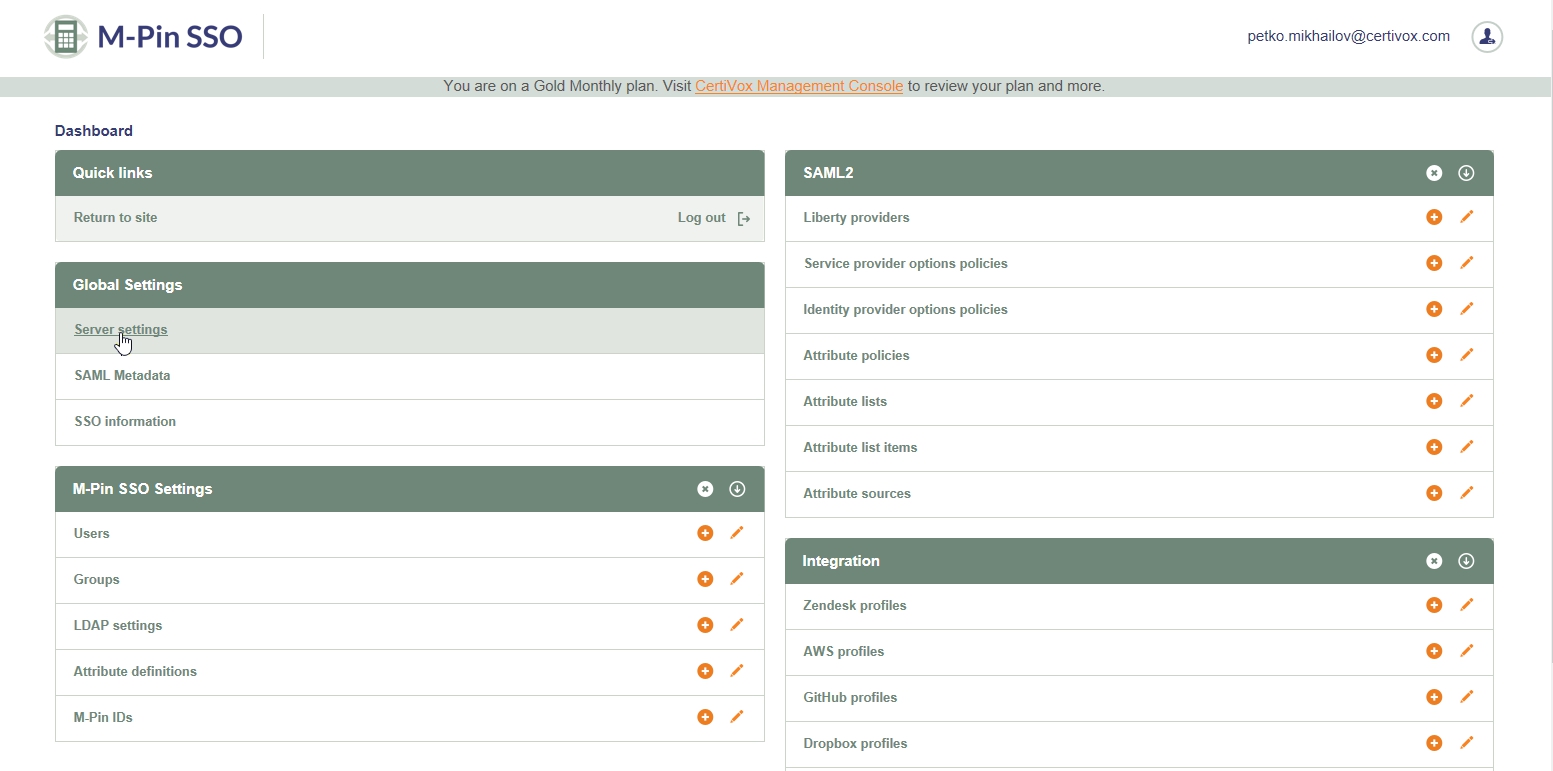 M-Pin SSO
petko.mikhailov@certivox.com
You are on a Gold Monthly plan. Visit CertiVox Management Console to review your plan and more.
Dashboard
Quick links
Return to site
Log out
Global Settings
Server settings
SAML Metadata
SSO information
M-Pin SSO Settings
Users
Groups
LDAP settings
Attribute definitions
M-Pin IDs
SAML2
Liberty providers
Service provider options policies
Identity provider options policies
Attribute policies
Attribute lists
Attribute list items
Attribute sources
Integration
Zendesk profiles
AWS profiles
GitHub profiles
Dropbox profiles